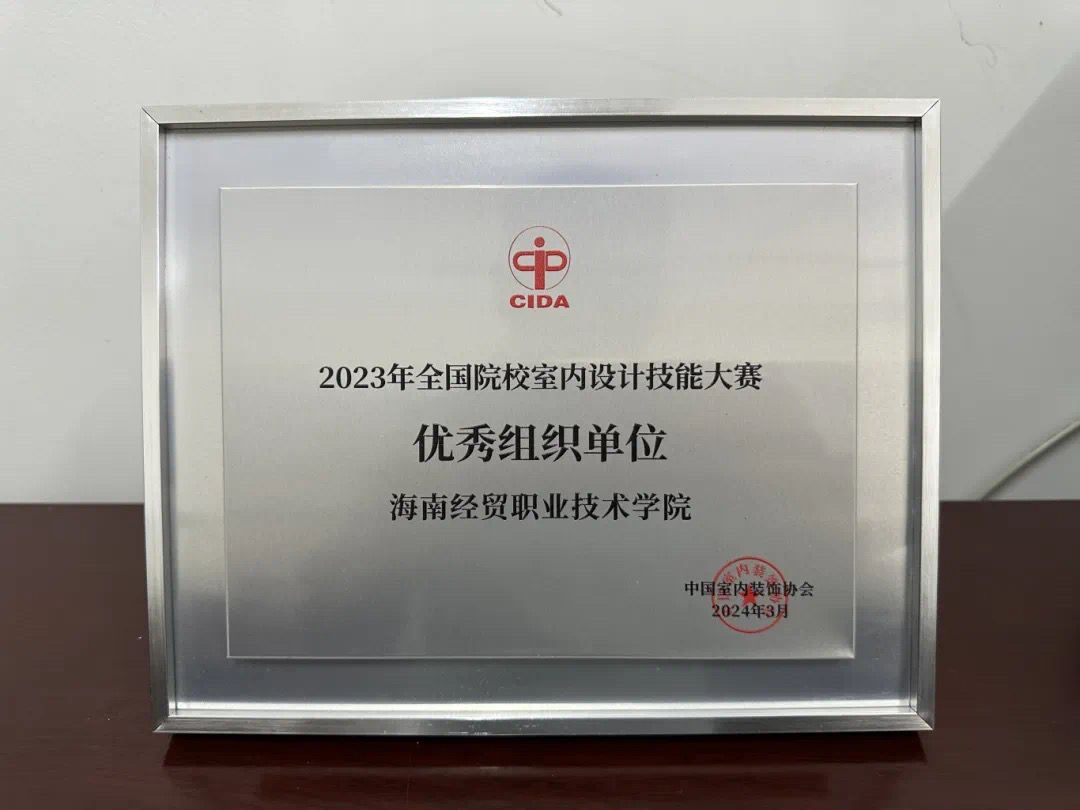 CIDA
2023年全国院校室内设计技能大赛
优秀组织单位
海南经贸职业技术学院
中国室内装饰协会
2024年3月